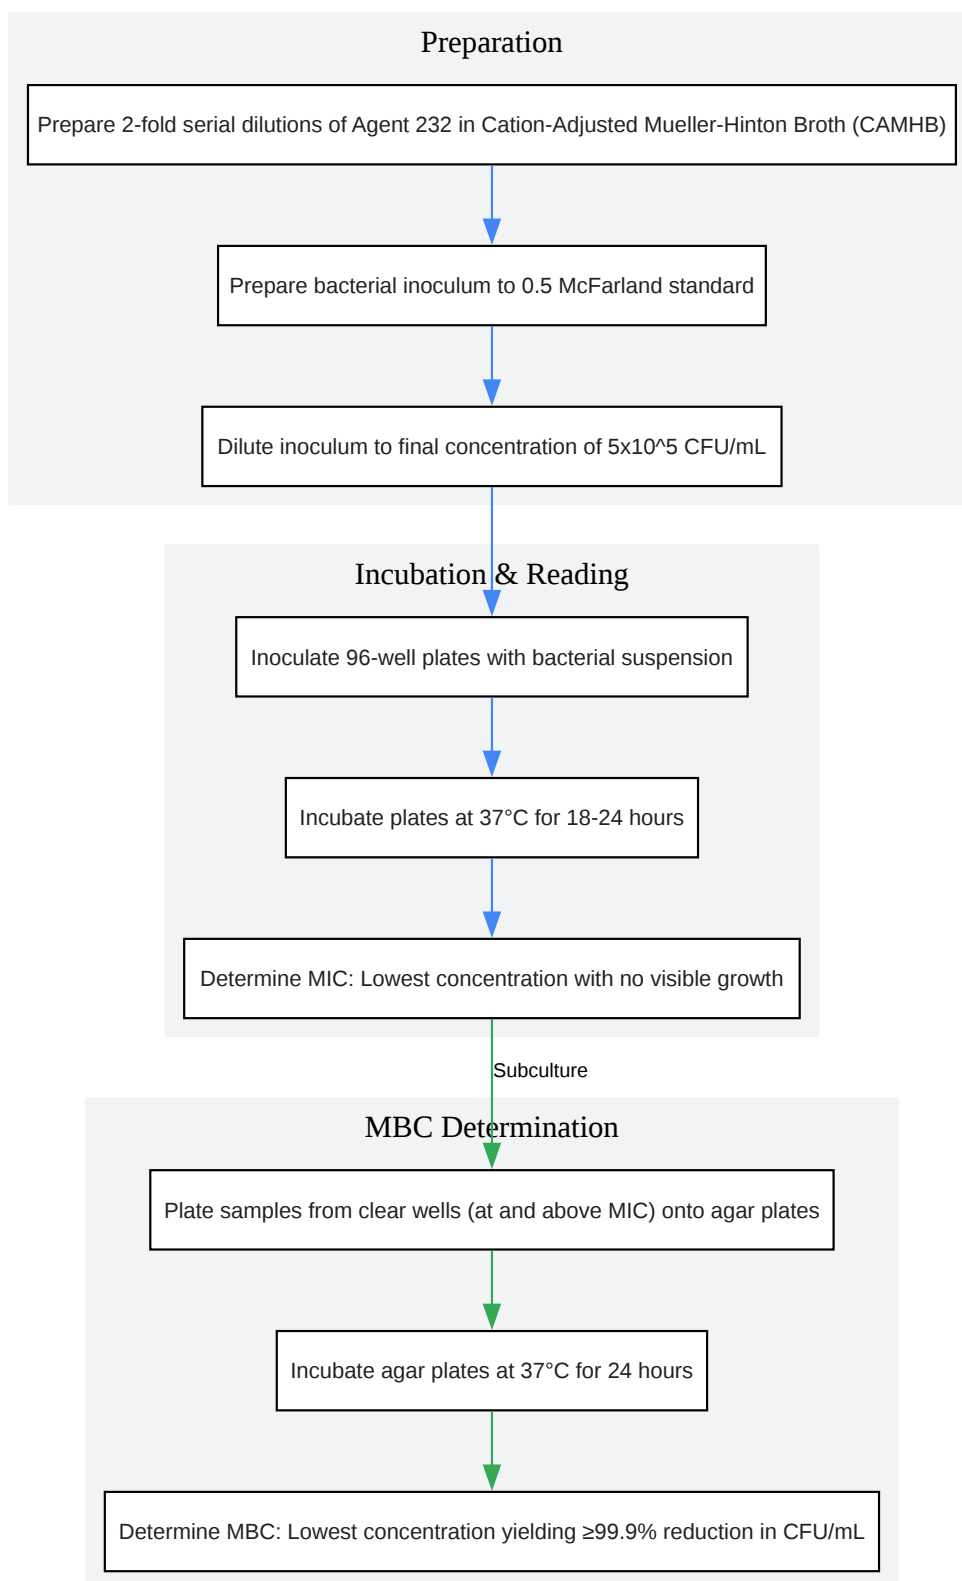 Preparation
Prepare 2-fold serial dilutions of Agent 232 in Cation-Adjusted Mueller-Hinton Broth (CAMHB)
Prepare bacterial inoculum to 0.5 McFarland standard
Dilute inoculum to final concentration of 5x10^5 CFU/mL
Incubation & Reading
Inoculate 96-well plates with bacterial suspension
Incubate plates at 37°C for 18-24 hours
Determine MIC: Lowest concentration with no visible growth
Subculture
MBC Determination
Plate samples from clear wells (at and above MIC) onto agar plates
Incubate agar plates at 37°C for 24 hours
Determine MBC: Lowest concentration yielding ≥99.9% reduction in CFU/mL